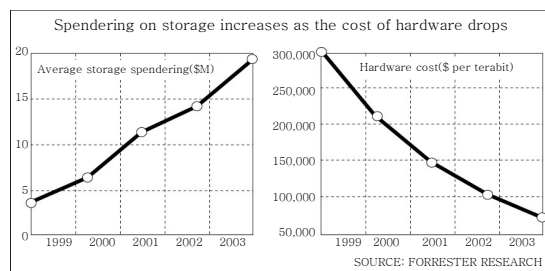 Spendering on storage increases as the cost of hardware drops
Average storage spendering($M)
20
15
10
5
0
1999 2000 2001 2002 2003
Hardware cost($ per terabit)
300,000
250,000
200,000
150,000
100,000
50,000
1999 2000 2001 2002 2003
SOURCE: FORRESTER RESEARCH